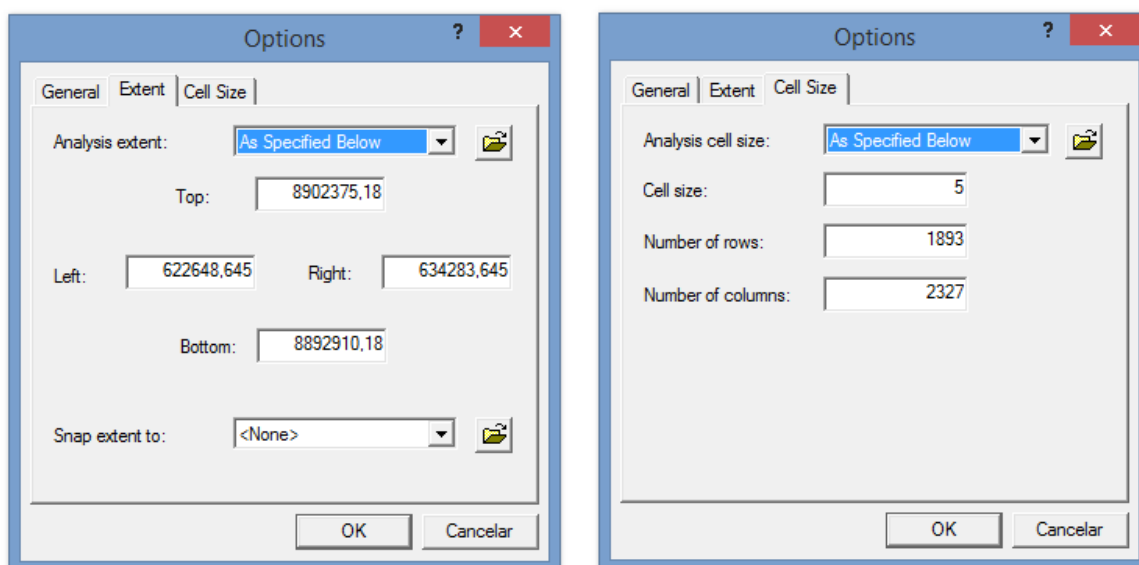 Options ? ×
General Extent Cell Size
Analysis extent: As Specified Below
Top: 8902375,18
Left: 622648,645 Right: 634283,645
Bottom: 8892910,18
Snap extent to: <None>
OK Cancelar
Options ? ×
General Extent Cell Size
Analysis cell size: As Specified Below
Cell size: 5
Number of rows: 1893
Number of columns: 2327
OK Cancelar